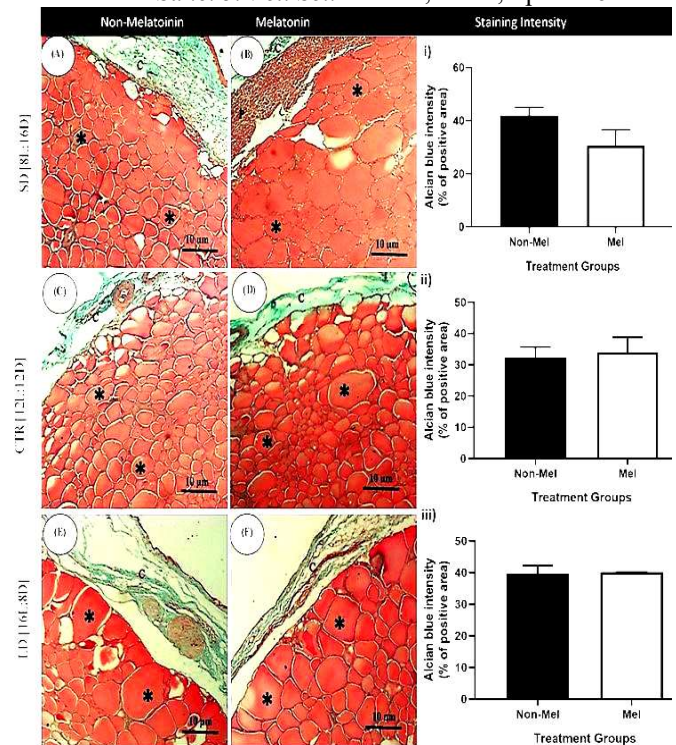 Non-Melatoinin Melatonin Staining Intensity
SD [8L:16D]
(A)
C
*
*
10 µm
(B)
*
*
10 µm
i)
Alcian blue intensity
(% of positive area)
60
40
20
0
Non-Mel Mel
Treatment Groups
CTR [12L:12D]
(C)
C
*
*
10 µm
(D)
C
*
*
10 µm
ii)
Alcian blue intensity
(% of positive area)
50
40
30
20
10
0
Non-Mel Mel
Treatment Groups
LD [16L:8D]
(E)
C
*
*
10 µm
(F)
C
*
*
10 µm
iii)
Alcian blue intensity
(% of positive area)
50
40
30
20
10
0
Non-Mel Mel
Treatment Groups